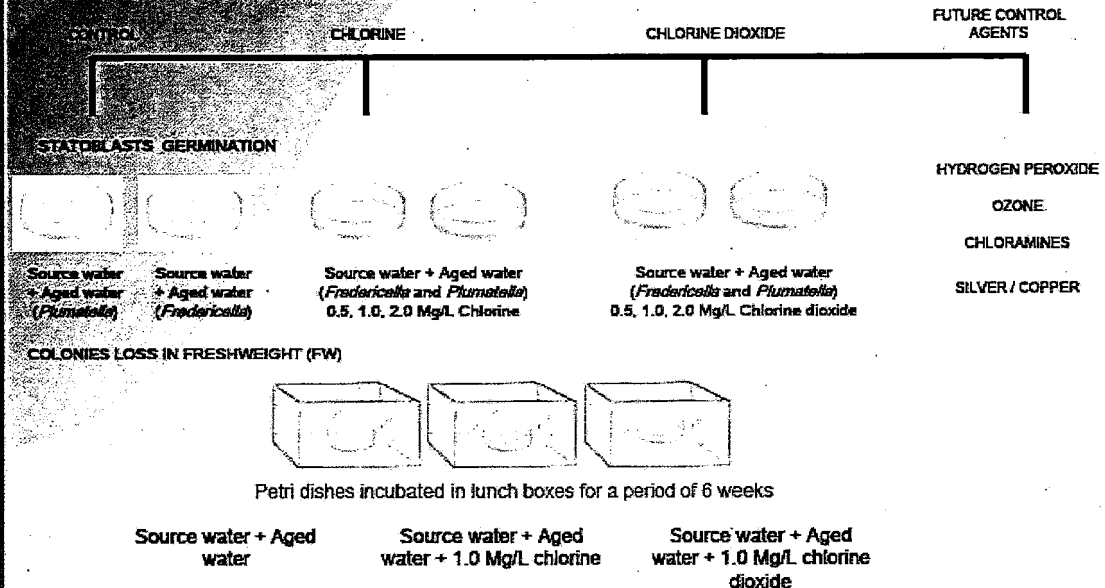 CONTROL
CHLORINE
CHLORINE DIOXIDE
FUTURE CONTROL
AGENTS
STATOBLASTS GERMINATION
HYDROGEN PEROXIDE
OZONE.
CHLORAMINES
SILVER / COPPER
Source water
+ Aged water
(Plumatella)
Source water
+ Aged water
(Fredericella)
Source water + Aged water
(Fredericella and Plumatella)
0.5, 1.0, 2.0 Mg/L Chlorine
Source water + Aged water
(Fredericella and Plumatella)
0.5, 1.0, 2.0 Mg/L Chlorine dioxide
COLONIES LOSS IN FRESHWEIGHT (FW)
Petri dishes incubated in lunch boxes for a period of 6 weeks
Source water + Aged
water
Source water + Aged
water + 1.0 Mg/L chlorine
Source water + Aged
water + 1.0 Mg/L chlorine
dioxide